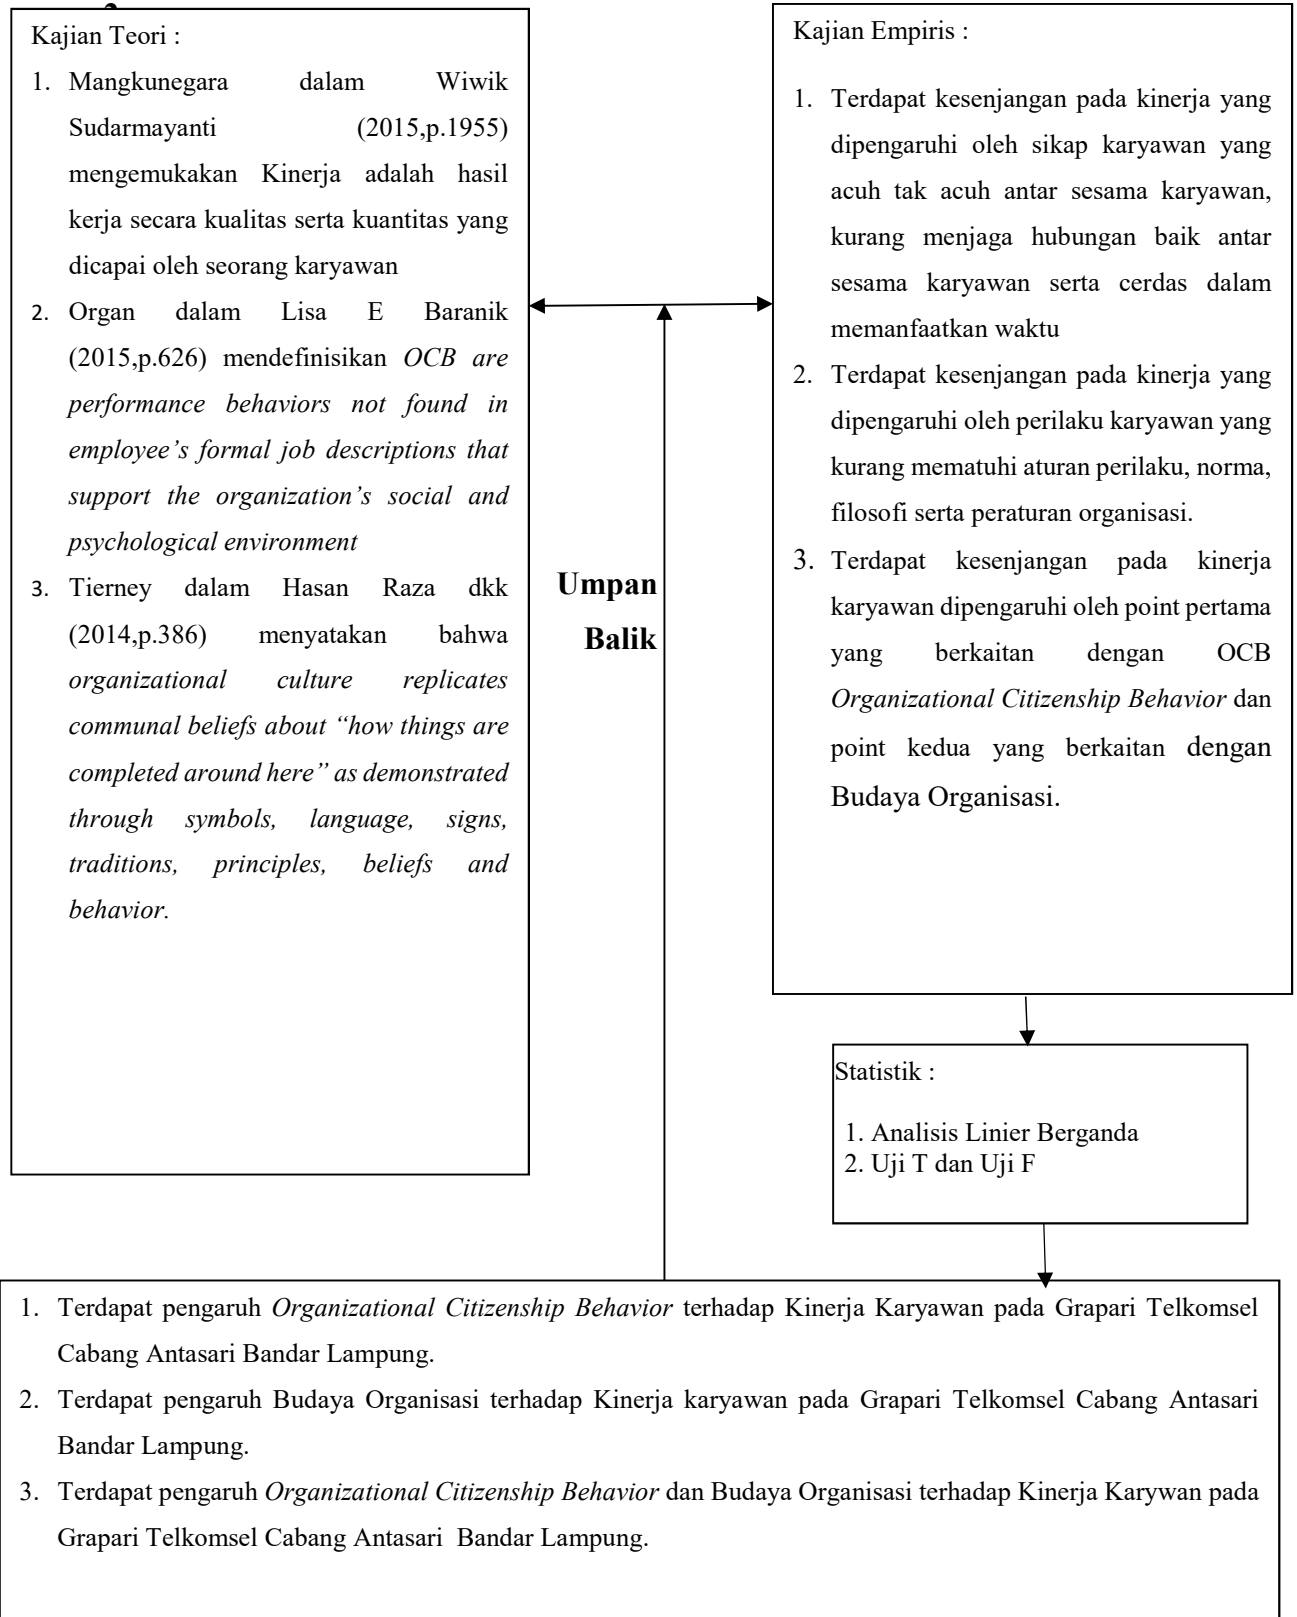 Kajian Teori :
1. Mangkunegara dalam Wiwik
Sudarmayanti (2015,p.1955)
mengemukakan Kinerja adalah hasil
kerja secara kualitas serta kuantitas yang
dicapai oleh seorang karyawan
2. Organ dalam Lisa E Baranik
(2015,p.626) mendefinisikan OCB are
performance behaviors not found in
employee’s formal job descriptions that
support the organization’s social and
psychological environment
3. Tierney dalam Hasan Raza dkk
(2014,p.386) menyatakan bahwa
organizational culture replicates
communal beliefs about “how things are
completed around here” as demonstrated
through symbols, language, signs,
traditions, principles, beliefs and
behavior.
Umpan
Balik
Kajian Empiris :
1. Terdapat kesenjangan pada kinerja yang
dipengaruhi oleh sikap karyawan yang
acuh tak acuh antar sesama karyawan,
kurang menjaga hubungan baik antar
sesama karyawan serta cerdas dalam
memanfaatkan waktu
2. Terdapat kesenjangan pada kinerja yang
dipengaruhi oleh perilaku karyawan yang
kurang mematuhi aturan perilaku, norma,
filosofi serta peraturan organisasi.
3. Terdapat kesenjangan pada kinerja
karyawan dipengaruhi oleh point pertama
yang berkaitan dengan OCB
Organizational Citizenship Behavior dan
point kedua yang berkaitan dengan
Budaya Organisasi.
Statistik :
1. Analisis Linier Berganda
2. Uji T dan Uji F
1. Terdapat pengaruh Organizational Citizenship Behavior terhadap Kinerja Karyawan pada Grapari Telkomsel
Cabang Antasari Bandar Lampung.
2. Terdapat pengaruh Budaya Organisasi terhadap Kinerja karyawan pada Grapari Telkomsel Cabang Antasari
Bandar Lampung.
3. Terdapat pengaruh Organizational Citizenship Behavior dan Budaya Organisasi terhadap Kinerja Karywan pada
Grapari Telkomsel Cabang Antasari Bandar Lampung.